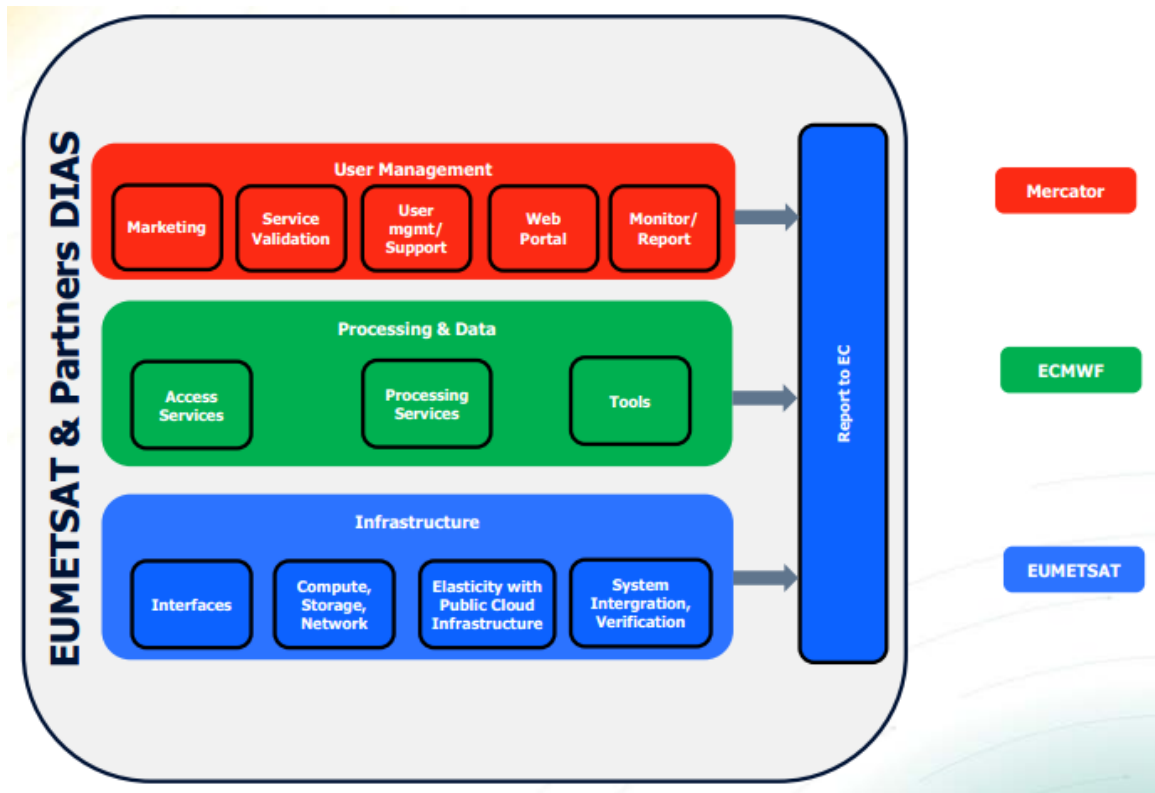 EUMETSAT & Partners DIAS
User Management
Marketing
Service
Validation
User
mgmt/
Support
Web
Portal
Monitor/
Report
Processing & Data
Access
Services
Processing
Services
Tools
Infrastructure
Interfaces
Compute,
Storage,
Network
Elasticity with
Public Cloud
Infrastructure
System
Intergration,
Verification
Report to EC
Mercator
ECMWF
EUMETSAT